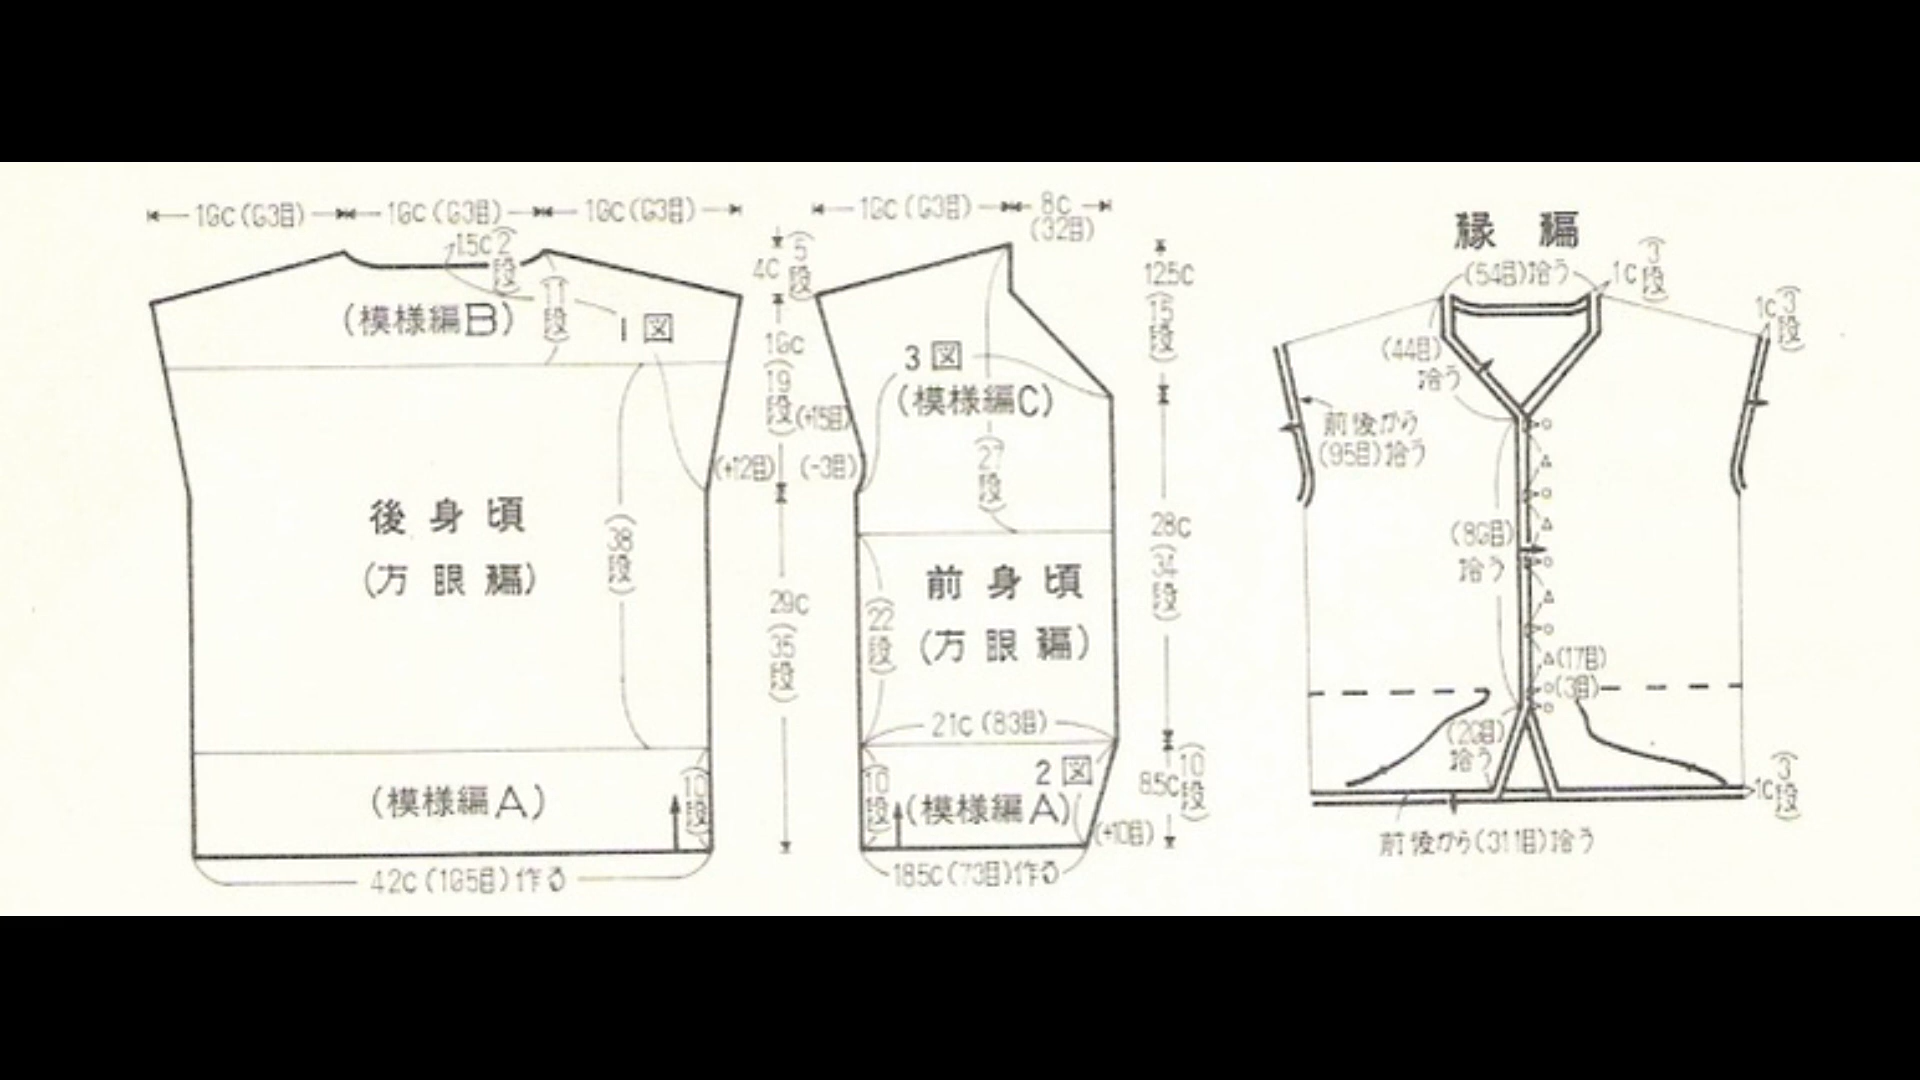 16c(63目)
16c(63目)
16c(63目)
1.5c
2段
4c
5段
(模様編B)
11段
1図
16c
19段
(+12目)
後身頃
(方眼編)
38段
29c
35段
(模様編A)
10段
42c(165目)作る
16c(63目)
8c
(32目)
12.5c
15段
3図
(模様編C)
(+15目)
(-3目)
27段
28c
34段
前身頃
(方眼編)
22段
21c(83目)
2図
10段
(模様編A)
8.5c
10段
(+10目)
18.5c(73目)作る
縁編
(54目)拾う
1c
3段
1c
3段
(44目)
拾う
前後から
(95目)拾う
(86目)
拾う
(17目)
(3目)
(26目)
拾う
1c
3段
前後から(311目)拾う